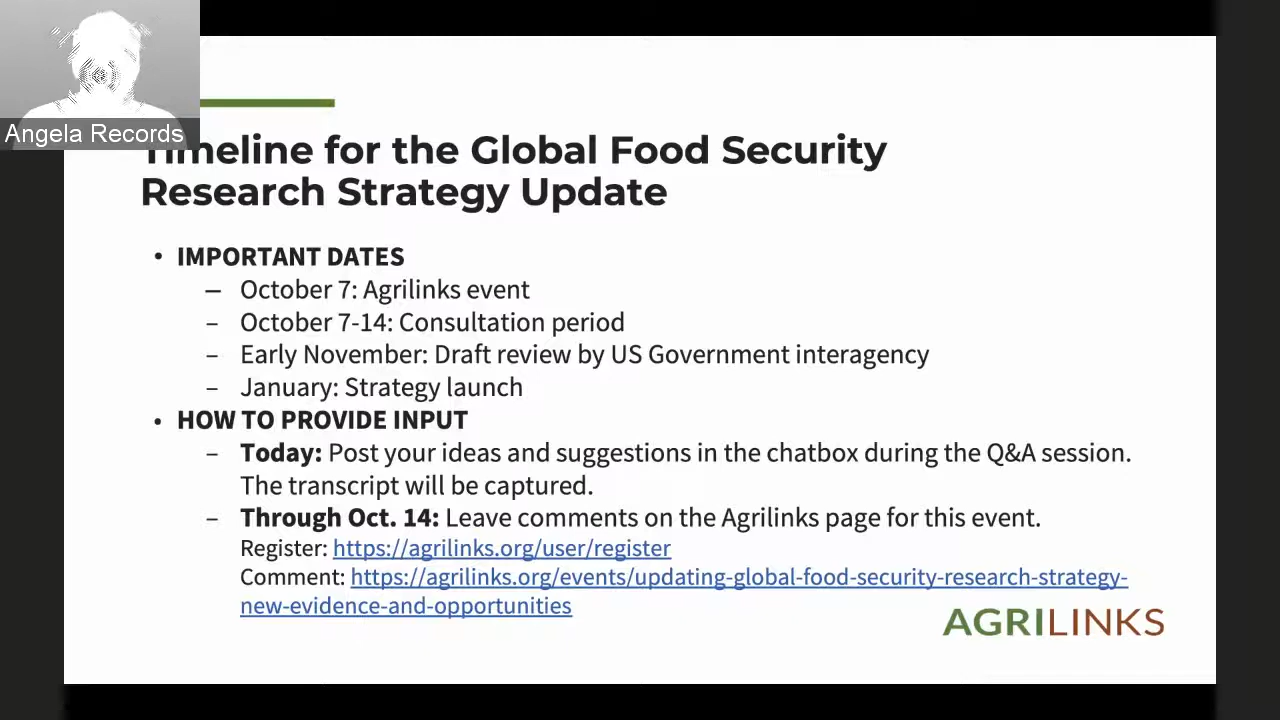 Angela Records
Timeline for the Global Food Security
Research Strategy Update
• IMPORTANT DATES
– October 7: Agrilinks event
– October 7-14: Consultation period
– Early November: Draft review by US Government interagency
– January: Strategy launch
• HOW TO PROVIDE INPUT
– Today: Post your ideas and suggestions in the chatbox during the Q&A session.
The transcript will be captured.
– Through Oct. 14: Leave comments on the Agrilinks page for this event.
Register: https://agrilinks.org/user/register
Comment: https://agrilinks.org/events/updating-global-food-security-research-strategy-
new-evidence-and-opportunities
AGRILINKS